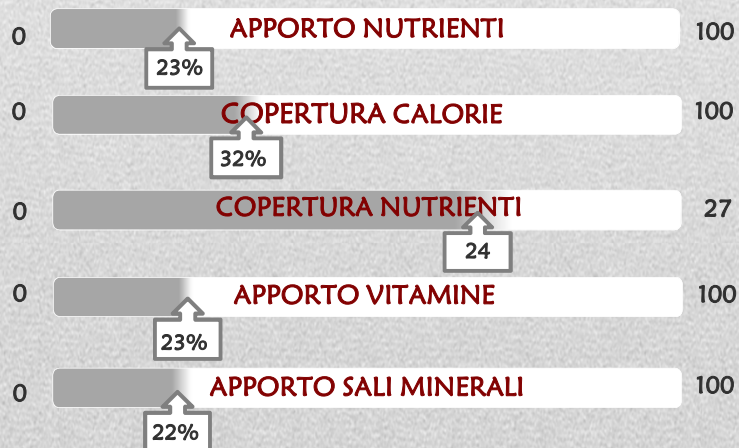 0 APPORTO NUTRIENTI 100
23%
0 COPERTURA CALORIE 100
32%
0 COPERTURA NUTRIENTI 27
24
0 APPORTO VITAMINE 100
23%
0 APPORTO SALI MINERALI 100
22%